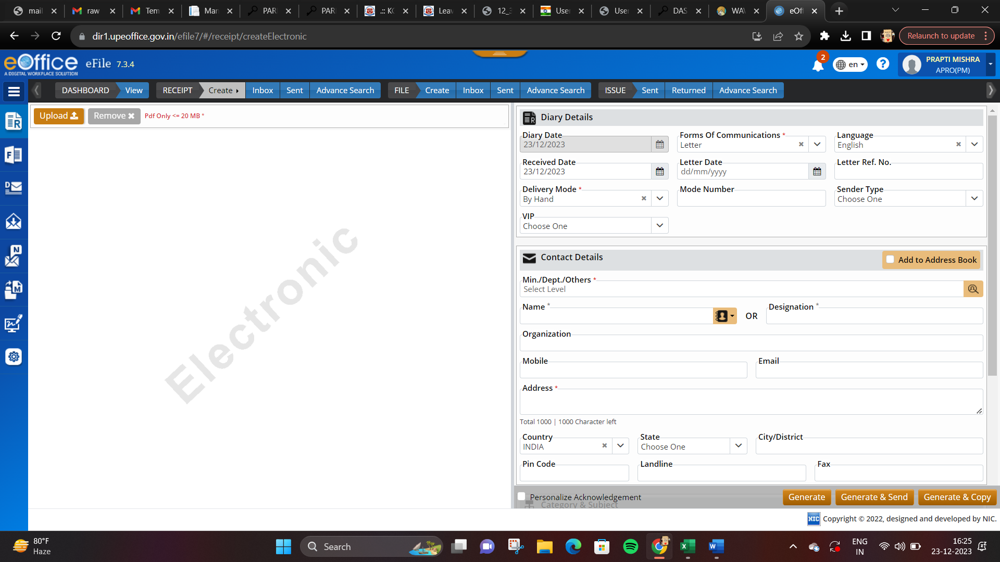 mail
raw
Tem
Man
PAR
PAR
.:: KC
Leav
12_3
User
User
DAS
WAV
eOff
dir1.upeoffice.gov.in/efile7/#/receipt/createElectronic
Relaunch to update
eOffice
A DIGITAL WORKPLACE SOLUTION
eFile 7.3.4
2
en
?
PRAPTI MISHRA
APRO(PM)
DASHBOARD View RECEIPT Create Inbox Sent Advance Search FILE Create Inbox Sent Advance Search ISSUE Sent Returned Advance Search
Upload Remove Pdf Only <= 20 MB *
Electronic
Diary Details
Diary Date Forms Of Communications * Language
23/12/2023 Letter English
Received Date Letter Date Letter Ref. No.
23/12/2023 dd/mm/yyyy
Delivery Mode * Mode Number Sender Type
By Hand Choose One
VIP
Choose One
Contact Details Add to Address Book
Min./Dept./Others *
Select Level
Name * OR Designation *
Organization
Mobile Email
Address *
Total 1000 | 1000 Character left
Country State City/District
INDIA Choose One
Pin Code Landline Fax
Personalize Acknowledgement Generate Generate & Send Generate & Copy
Category & Subject
NIC Copyright © 2022, designed and developed by NIC.
80°F
Haze
Search
ENG
IN
16:25
23-12-2023